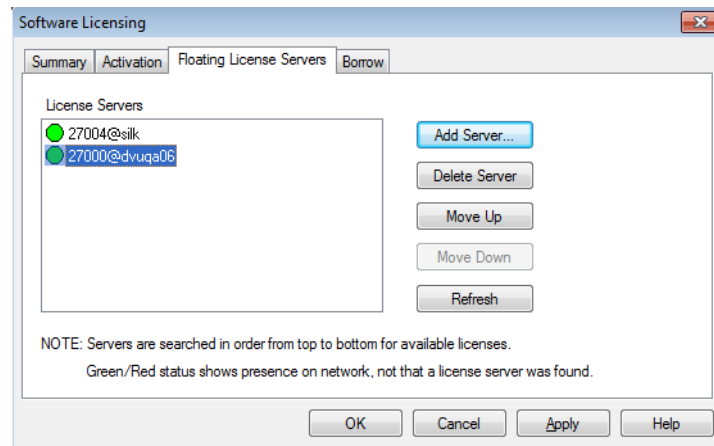 Software Licensing
Summary
Activation
Floating License Servers
Borrow
License Servers
27004@silk
27000@dvuqa06
Add Server...
Delete Server
Move Up
Move Down
Refresh
NOTE: Servers are searched in order from top to bottom for available licenses.
Green/Red status shows presence on network, not that a license server was found.
OK
Cancel
Apply
Help